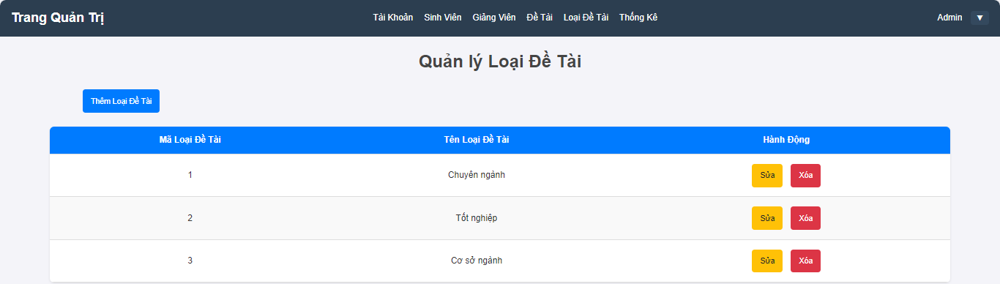 Trang Quản Trị Tài Khoản Sinh Viên Giảng Viên Đề Tài Loại Đề Tài Thống Kê Admin ▼
Quản lý Loại Đề Tài
Thêm Loại Đề Tài
Mã Loại Đề Tài Tên Loại Đề Tài Hành Động
1 Chuyên ngành Sửa Xóa
2 Tốt nghiệp Sửa Xóa
3 Cơ sở ngành Sửa Xóa